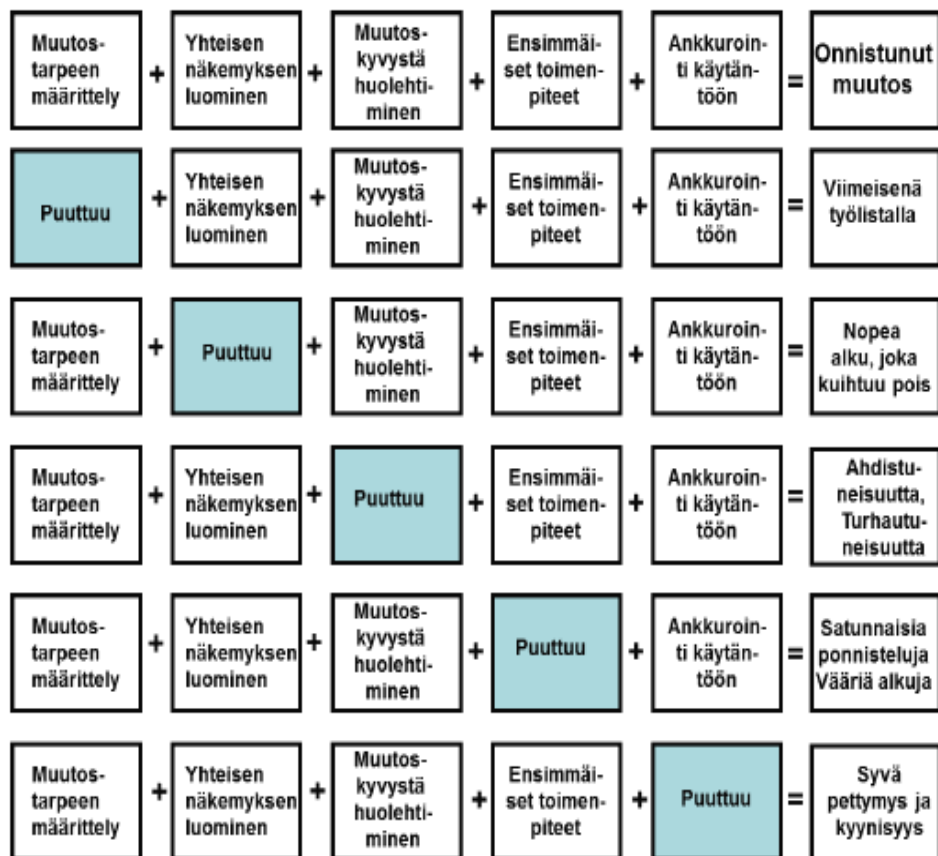 Muutos-
tarpeen
määrittely
+
Yhteisen
näkemyksen
luominen
+
Muutos-
kyvystä
huolehti-
minen
+
Ensimmäi-
set toimen-
piteet
+
Ankkuroin-
ti käytän-
töön
=
Onnistunut
muutos
Puuttuu
+
Yhteisen
näkemyksen
luominen
+
Muutos-
kyvystä
huolehti-
minen
+
Ensimmäi-
set toimen-
piteet
+
Ankkuroin-
ti käytän-
töön
=
Viimeisenä
työlistalla
Muutos-
tarpeen
määrittely
+
Puuttuu
+
Muutos-
kyvystä
huolehti-
minen
+
Ensimmäi-
set toimen-
piteet
+
Ankkuroin-
ti käytän-
töön
=
Nopea
alku, joka
kuihtuu pois
Muutos-
tarpeen
määrittely
+
Yhteisen
näkemyksen
luominen
+
Puuttuu
+
Ensimmäi-
set toimen-
piteet
+
Ankkuroin-
ti käytän-
töön
=
Ahdistu-
neisuutta,
Turhautu-
neisuutta
Muutos-
tarpeen
määrittely
+
Yhteisen
näkemyksen
luominen
+
Muutos-
kyvystä
huolehti-
minen
+
Puuttuu
+
Ankkuroin-
ti käytän-
töön
=
Satunnaisia
ponnisteluja
Vääriä alkuja
Muutos-
tarpeen
määrittely
+
Yhteisen
näkemyksen
luominen
+
Muutos-
kyvystä
huolehti-
minen
+
Ensimmäi-
set toimen-
piteet
+
Puuttuu
=
Syvä
pettymys ja
kyynisyys